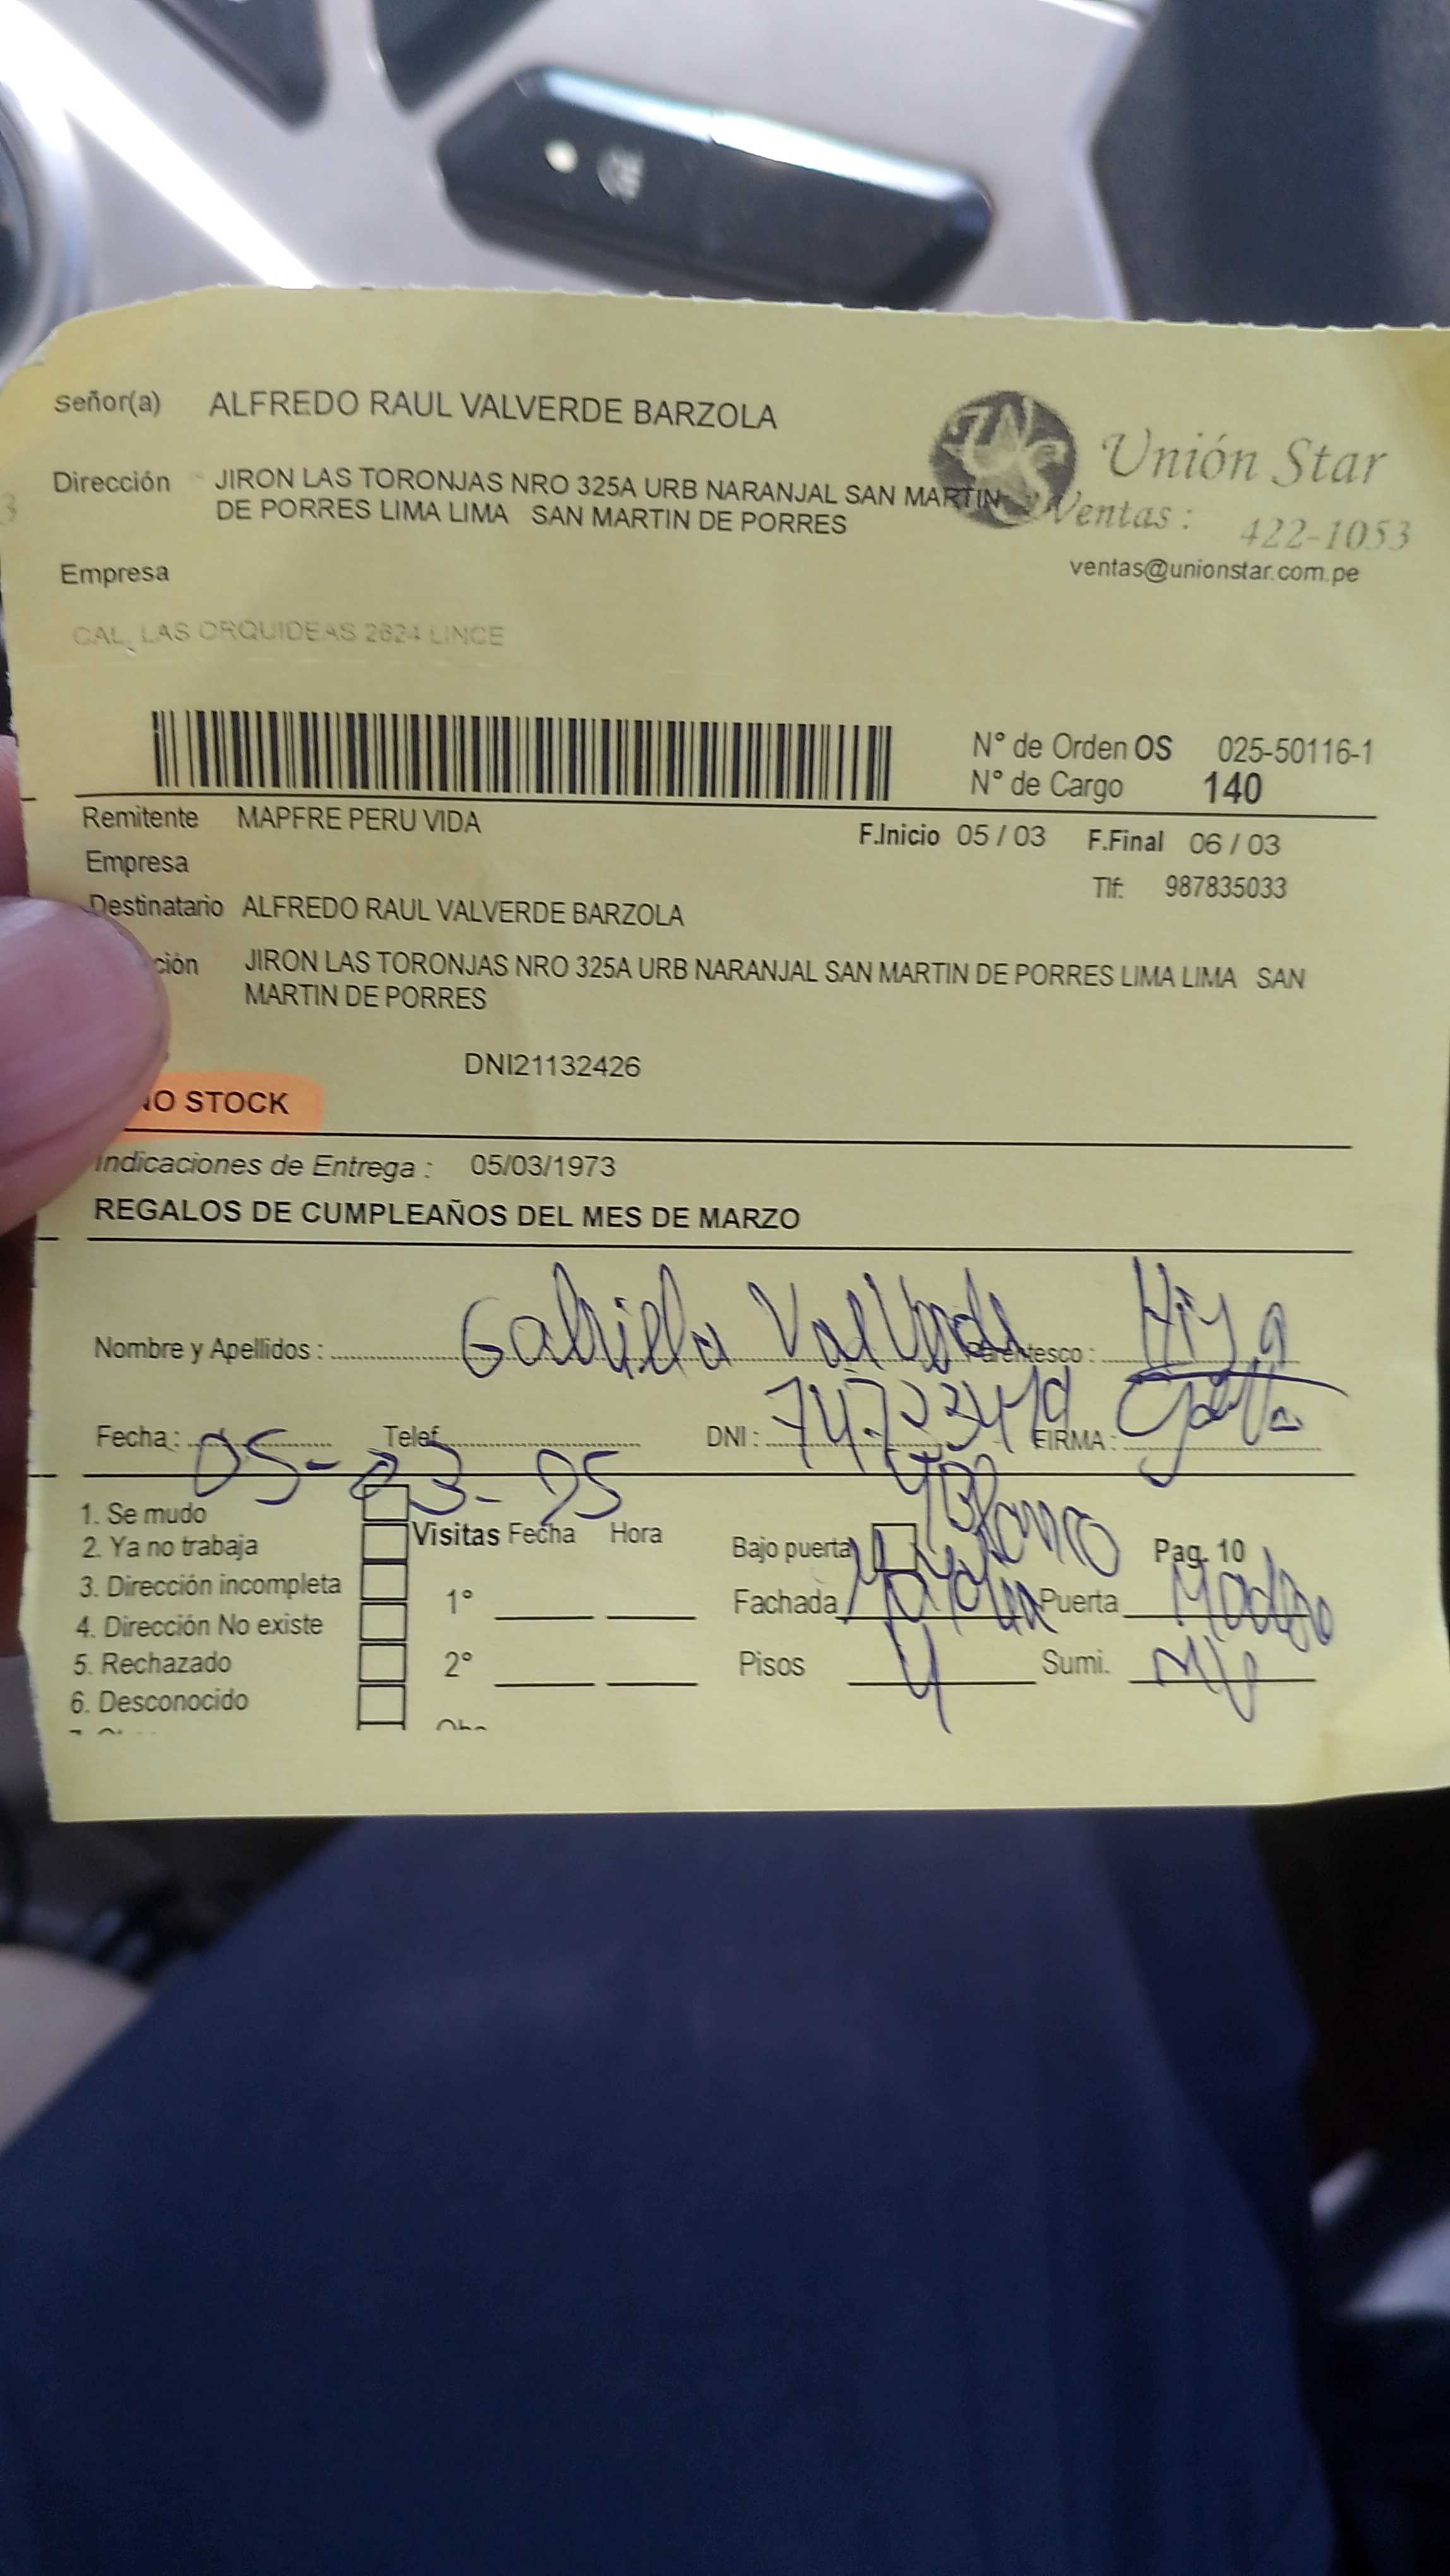 señor(a) ALFREDO RAUL VALVERDE BARZOLA
Dirección JIRON LAS TORONJAS NRO 325A URB NARANJAL SAN MARTIN
DE PORRES LIMA LIMA SAN MARTIN DE PORRES
Unión Star
Ventas : 422-1053
ventas@unionstar.com.pe
Empresa
CAL. LAS ORQUIDEAS 2624 LINCE
N° de Orden OS 025-50116-1
N° de Cargo 140
Remitente MAPFRE PERU VIDA
F.Inicio 05 / 03 F.Final 06 / 03
Empresa
Tlf: 987835033
Destinatario ALFREDO RAUL VALVERDE BARZOLA
ción JIRON LAS TORONJAS NRO 325A URB NARANJAL SAN MARTIN DE PORRES LIMA LIMA SAN
MARTIN DE PORRES
DNI21132426
NO STOCK
Indicaciones de Entrega : 05/03/1973
REGALOS DE CUMPLEAÑOS DEL MES DE MARZO
Nombre y Apellidos : Gabriela Valverde Parentesco : Hija
Fecha : 05-03-25 Telef. DNI : FIRMA :
1. Se mudo
2. Ya no trabaja
3. Dirección incompleta
4. Dirección No existe
5. Rechazado
6. Desconocido
Visitas Fecha Hora
1°
2°
Bajo puerta Pag. 10
Fachada Puerta
Pisos 4 Sumi.